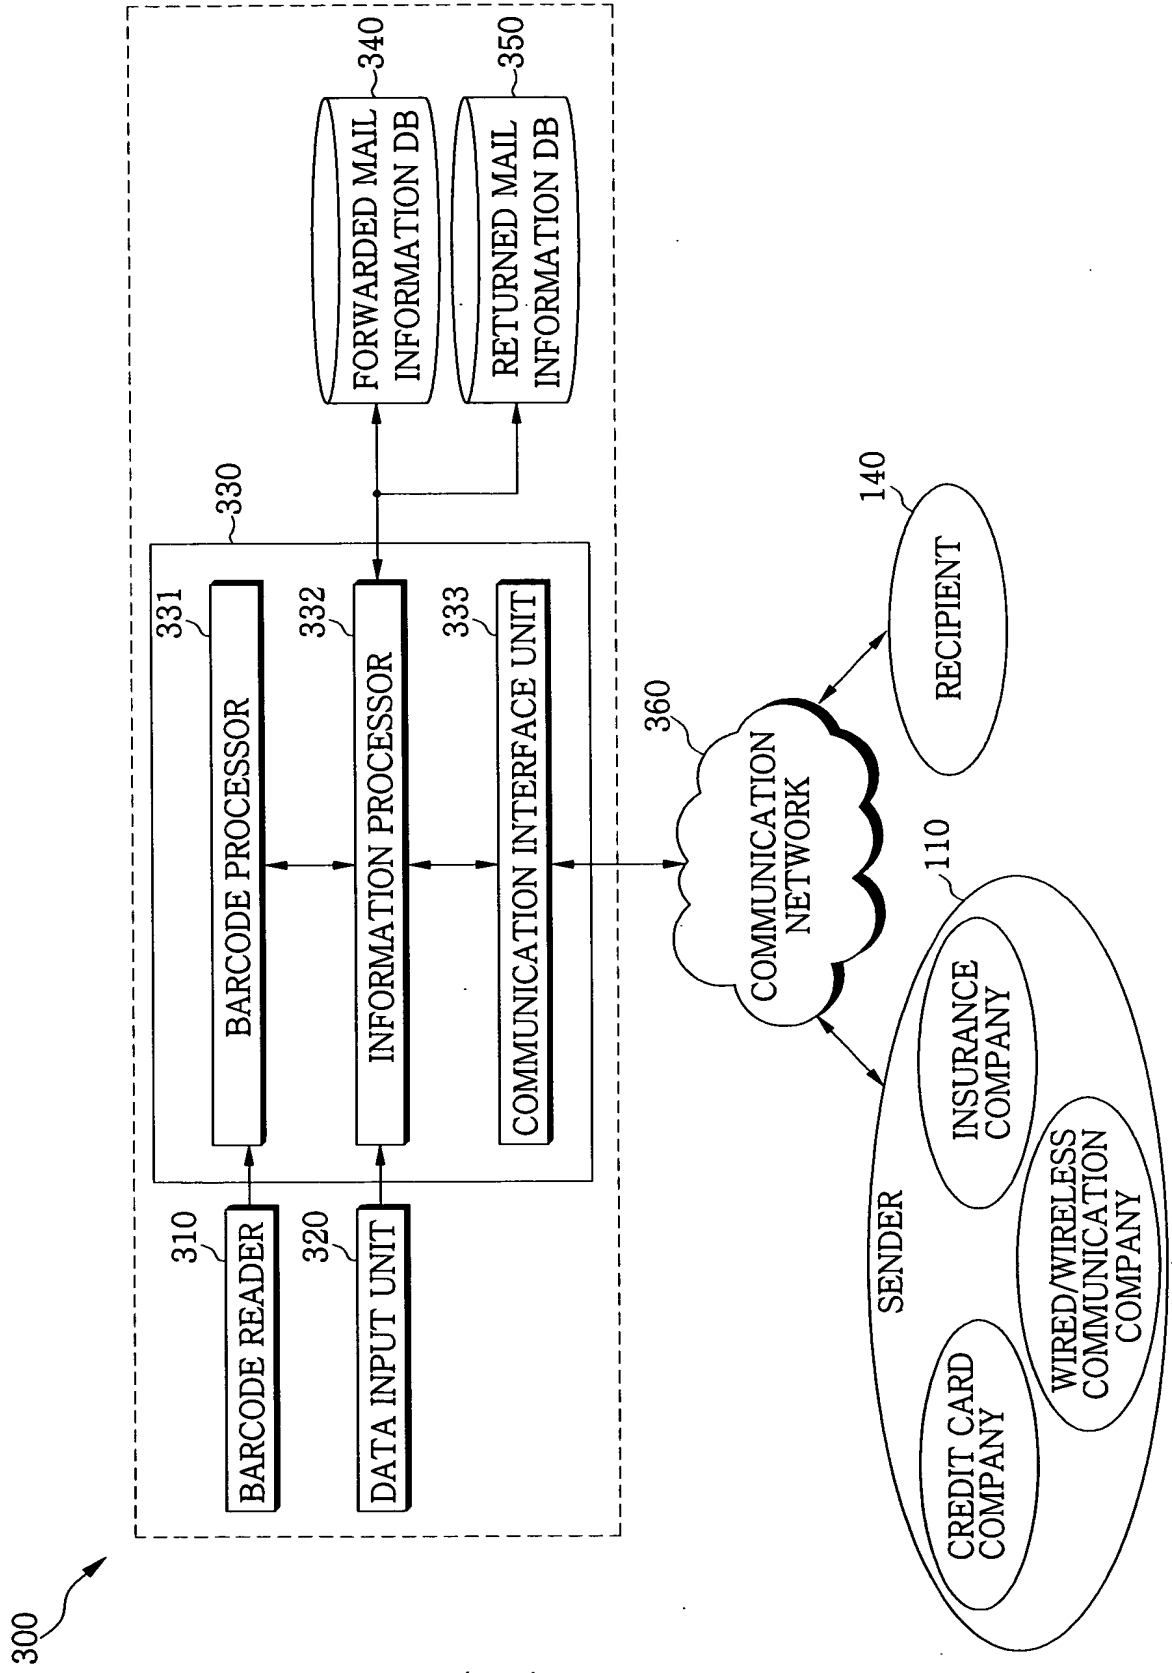 300
310
BARCODE READER
320
DATA INPUT UNIT
330
331
BARCODE PROCESSOR
332
INFORMATION PROCESSOR
333
COMMUNICATION INTERFACE UNIT
340
FORWARDED MAIL
INFORMATION DB
350
RETURNED MAIL
INFORMATION DB
360
COMMUNICATION
NETWORK
110
SENDER
CREDIT CARD
COMPANY
WIRED/WIRELESS
COMMUNICATION
COMPANY
INSURANCE
COMPANY
140
RECIPIENT